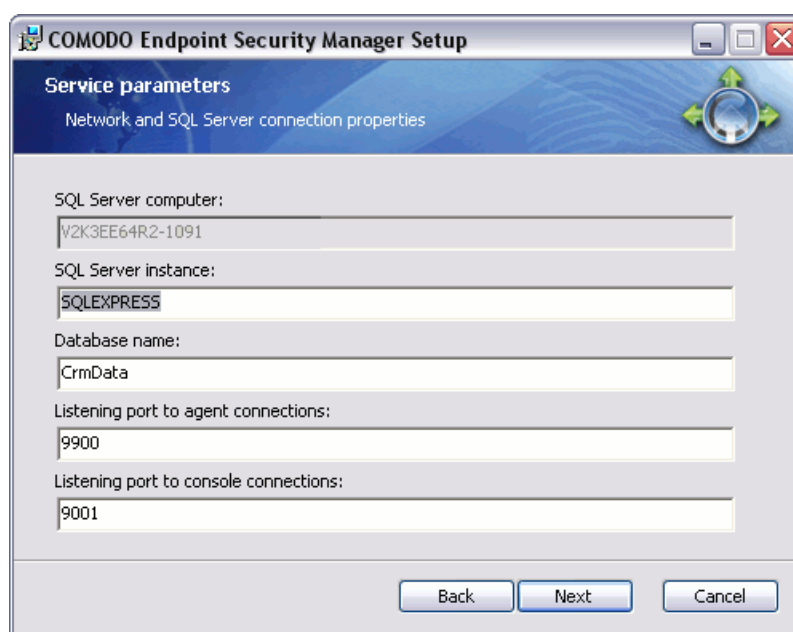 COMODO Endpoint Security Manager Setup
Service parameters
Network and SQL Server connection properties
SQL Server computer:
V2K3EE64R2-1091
SQL Server instance:
SQLEXPRESS
Database name:
CrmData
Listening port to agent connections:
9900
Listening port to console connections:
9001
Back Next Cancel